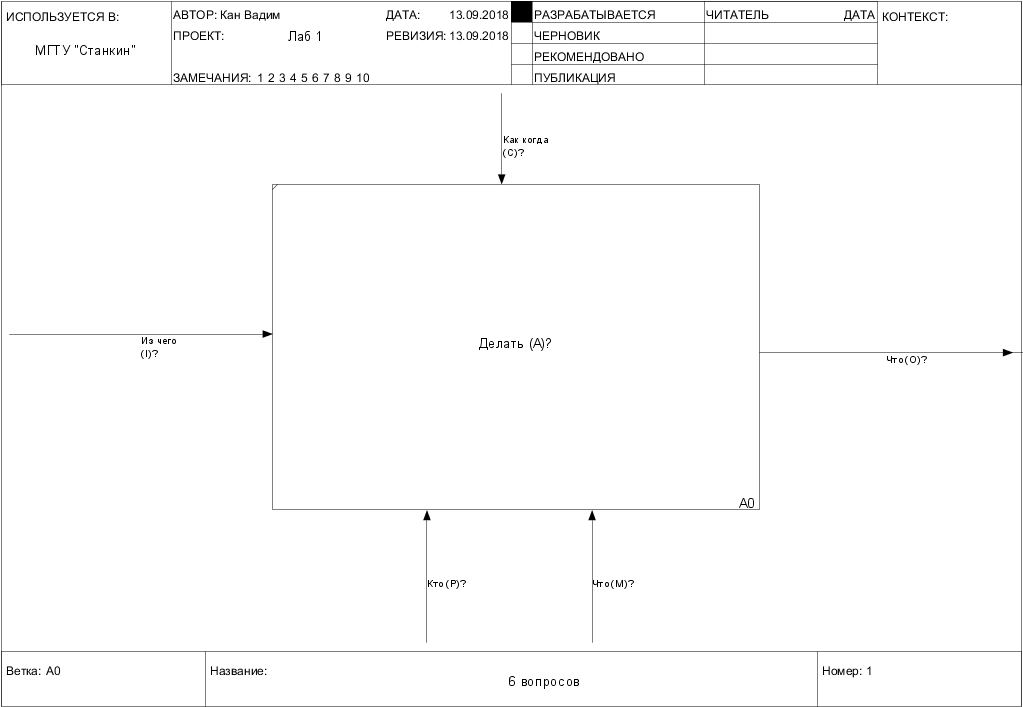 ИСПОЛЬЗУЕТСЯ В:
МГТУ "Станкин"
АВТОР: Кан Вадим
ДАТА: 13.09.2018
ПРОЕКТ: Лаб 1
РЕВИЗИЯ: 13.09.2018
ЗАМЕЧАНИЯ: 1 2 3 4 5 6 7 8 9 10
РАЗРАБАТЫВАЕТСЯ
ЧЕРНОВИК
РЕКОМЕНДОВАНО
ПУБЛИКАЦИЯ
ЧИТАТЕЛЬ ДАТА
КОНТЕКСТ:
Как когда
(C)?
Из чего
(I)?
Делать (A)?
Что(O)?
A0
Кто(P)?
Что(M)?
Ветка: A0
Название:
6 вопросов
Номер: 1